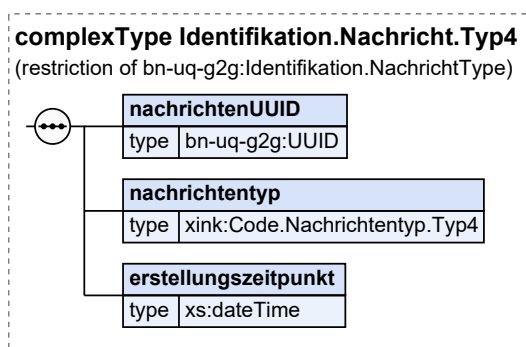 complexType Identifikation.Nachricht.Typ4
(restriction of bn-uq-g2g:Identifikation.NachrichtType)
nachrichtenUUID
type bn-uq-g2g:UUID
nachrichtentyp
type xink:Code.Nachrichtentyp.Typ4
erstellungszeitpunkt
type xs:dateTime